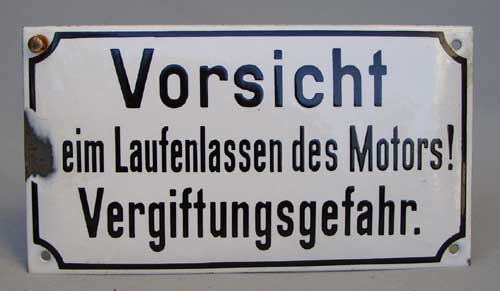 Vorsicht
eim Laufenlassen des Motors!
Vergiftungsgefahr.